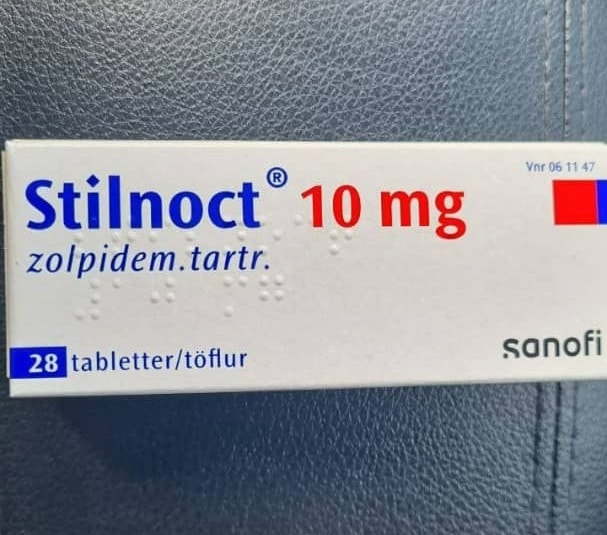 Vnr 06 11 47
Stilnoct® 10 mg
zolpidem.tartr.
28 tabletter/töflur
sanofi